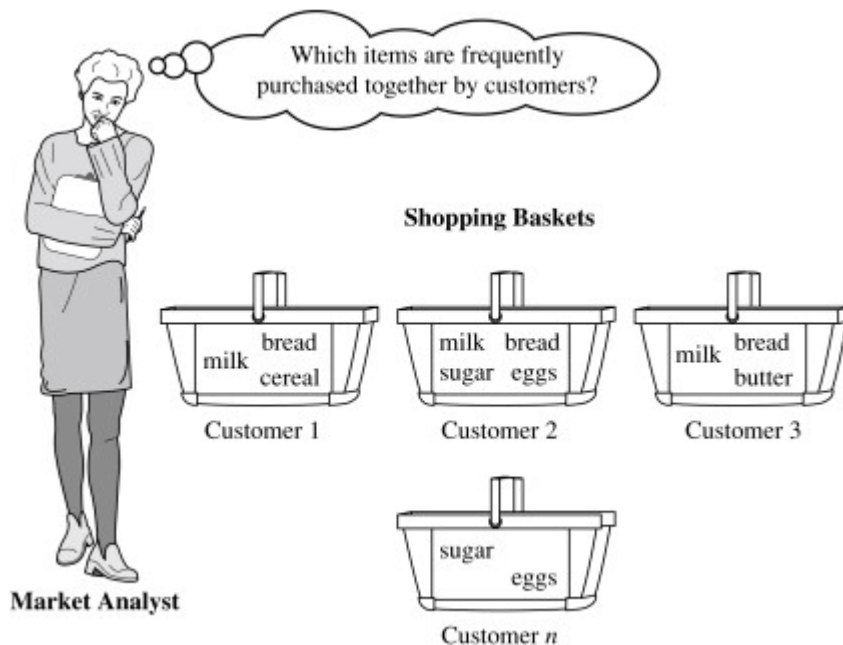 Which items are frequently
purchased together by customers?
Shopping Baskets
milk bread
cereal
Customer 1
milk bread
sugar eggs
Customer 2
milk bread
butter
Customer 3
sugar
eggs
Customer n
Market Analyst